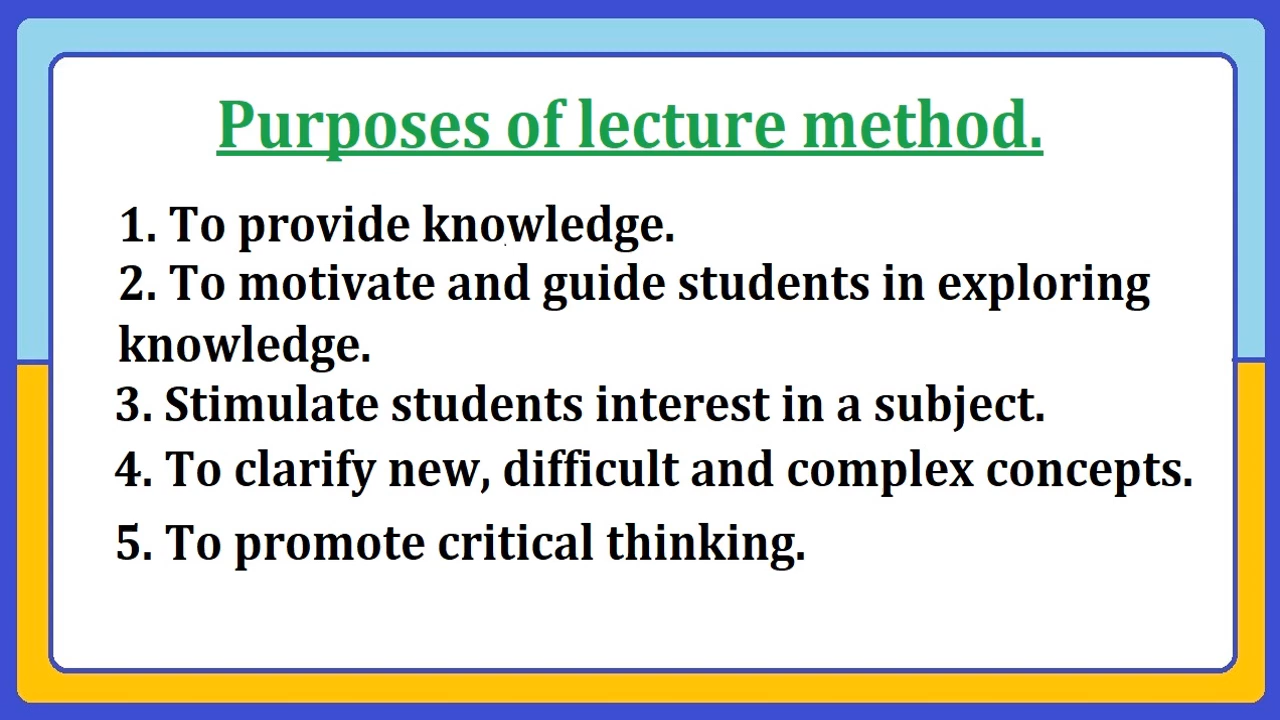 Purposes of lecture method.
1. To provide knowledge.
2. To motivate and guide students in exploring
knowledge.
3. Stimulate students interest in a subject.
4. To clarify new, difficult and complex concepts.
5. To promote critical thinking.